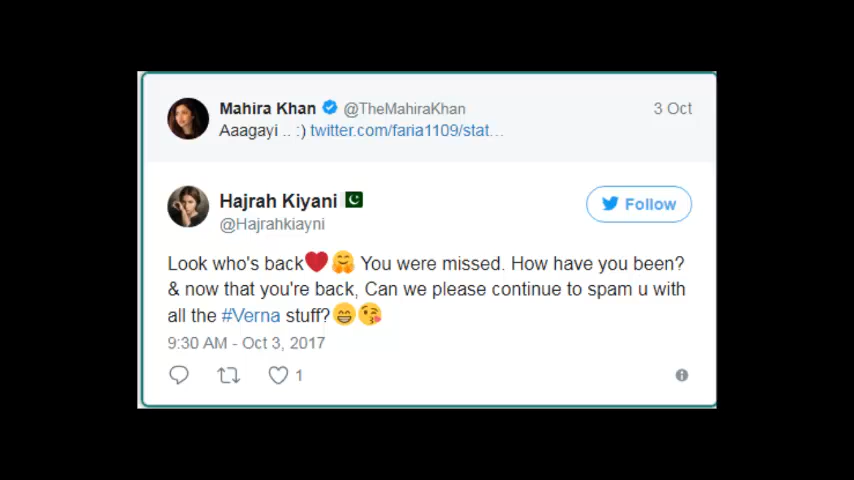 Mahira Khan @TheMahiraKhan 3 Oct
Aaagayi .. :) twitter.com/faria1109/stat...
Hajrah Kiyani 🇵🇰 Follow
@Hajrahkiayni
Look who's back❤️🤗 You were missed. How have you been?
& now that you're back, Can we please continue to spam u with
all the #Verna stuff?😁😘
9:30 AM - Oct 3, 2017
1